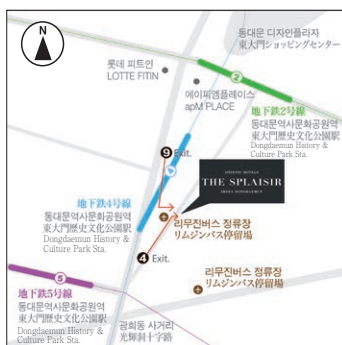 N
동대문 디자인플라자
東大門ショッピングセンター
롯데 피트인
LOTTE FITIN
에이피엠플레이스
apM PLACE
2
地下鉄2号線
동대문역사문화공원역
東大門歴史文化公園駅
Dongdaemun History &
Culture Park Sta.
9 Exit.
THE SPLAISIR
地下鉄4号線
동대문역사문화공원역
東大門歴史文化公園駅
Dongdaemun History &
Culture Park Sta.
리무진버스 정류장
リムジンバス停留場
4 Exit.
5
地下鉄5号線
동대문역사문화공원역
東大門歴史文化公園駅
Dongdaemun History &
Culture Park Sta.
리무진버스 정류장
リムジンバス停留場
광희동 사거리
光熙洞十字路